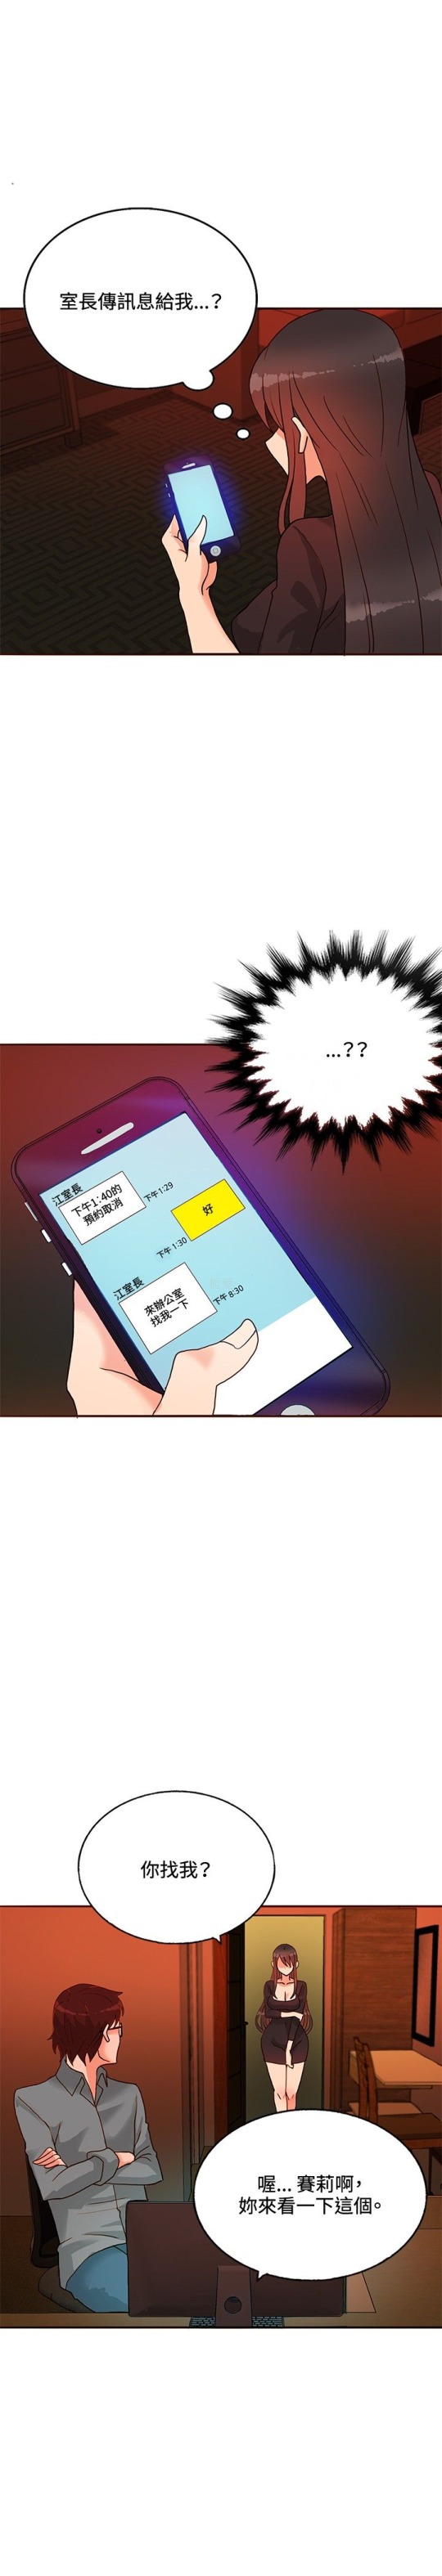 室長傳訊息給我...？
...？？
江室長
下午1:40的
預約取消
下午 1:29
好
下午 1:30
江室長
來辦公室
找我一下
下午 8:30
你找我？
喔... 賽莉啊，
妳來看一下這個。